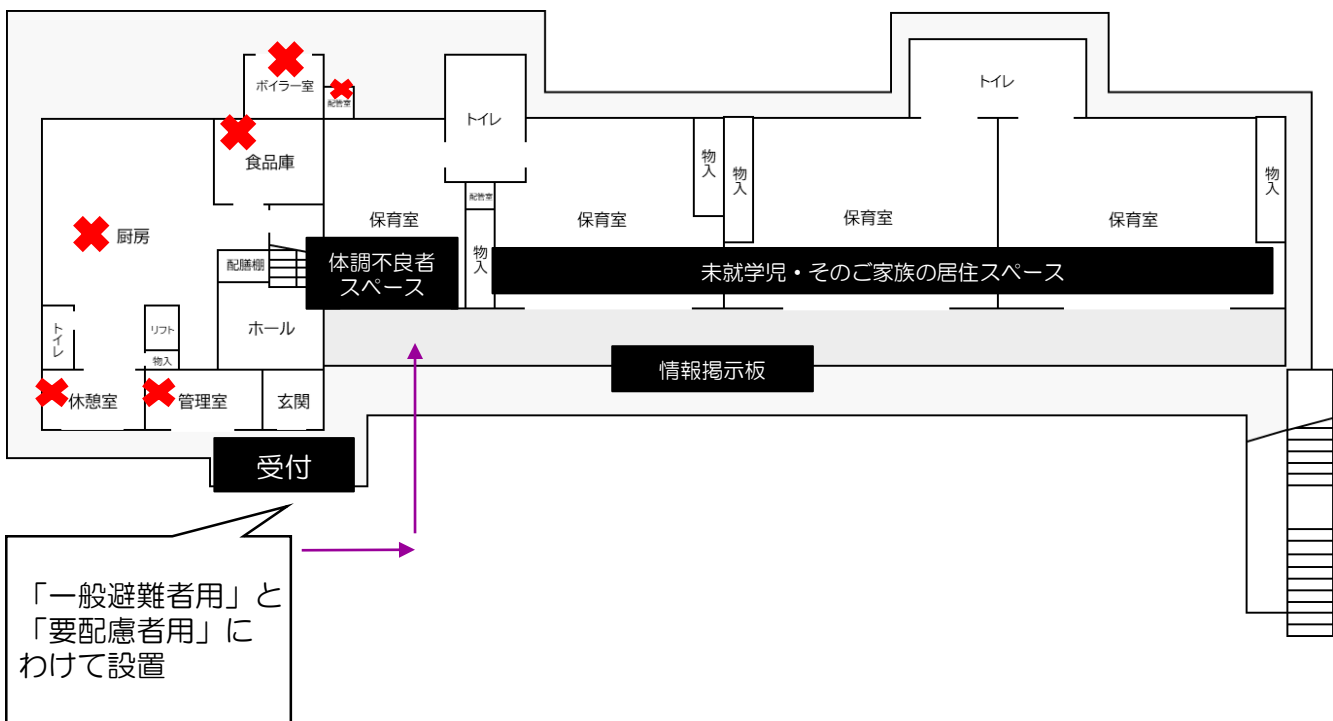 ボイラー室
配管室
トイレ
トイレ
食品庫
物入
物入
物入
配管室
厨房
保育室
保育室
保育室
保育室
配膳棚
体調不良者
スペース
物入
未就学児・そのご家族の居住スペース
トイレ
リフト
ホール
物入
情報掲示板
休憩室
管理室
玄関
受付
「一般避難者用」と
「要配慮者用」に
わけて設置